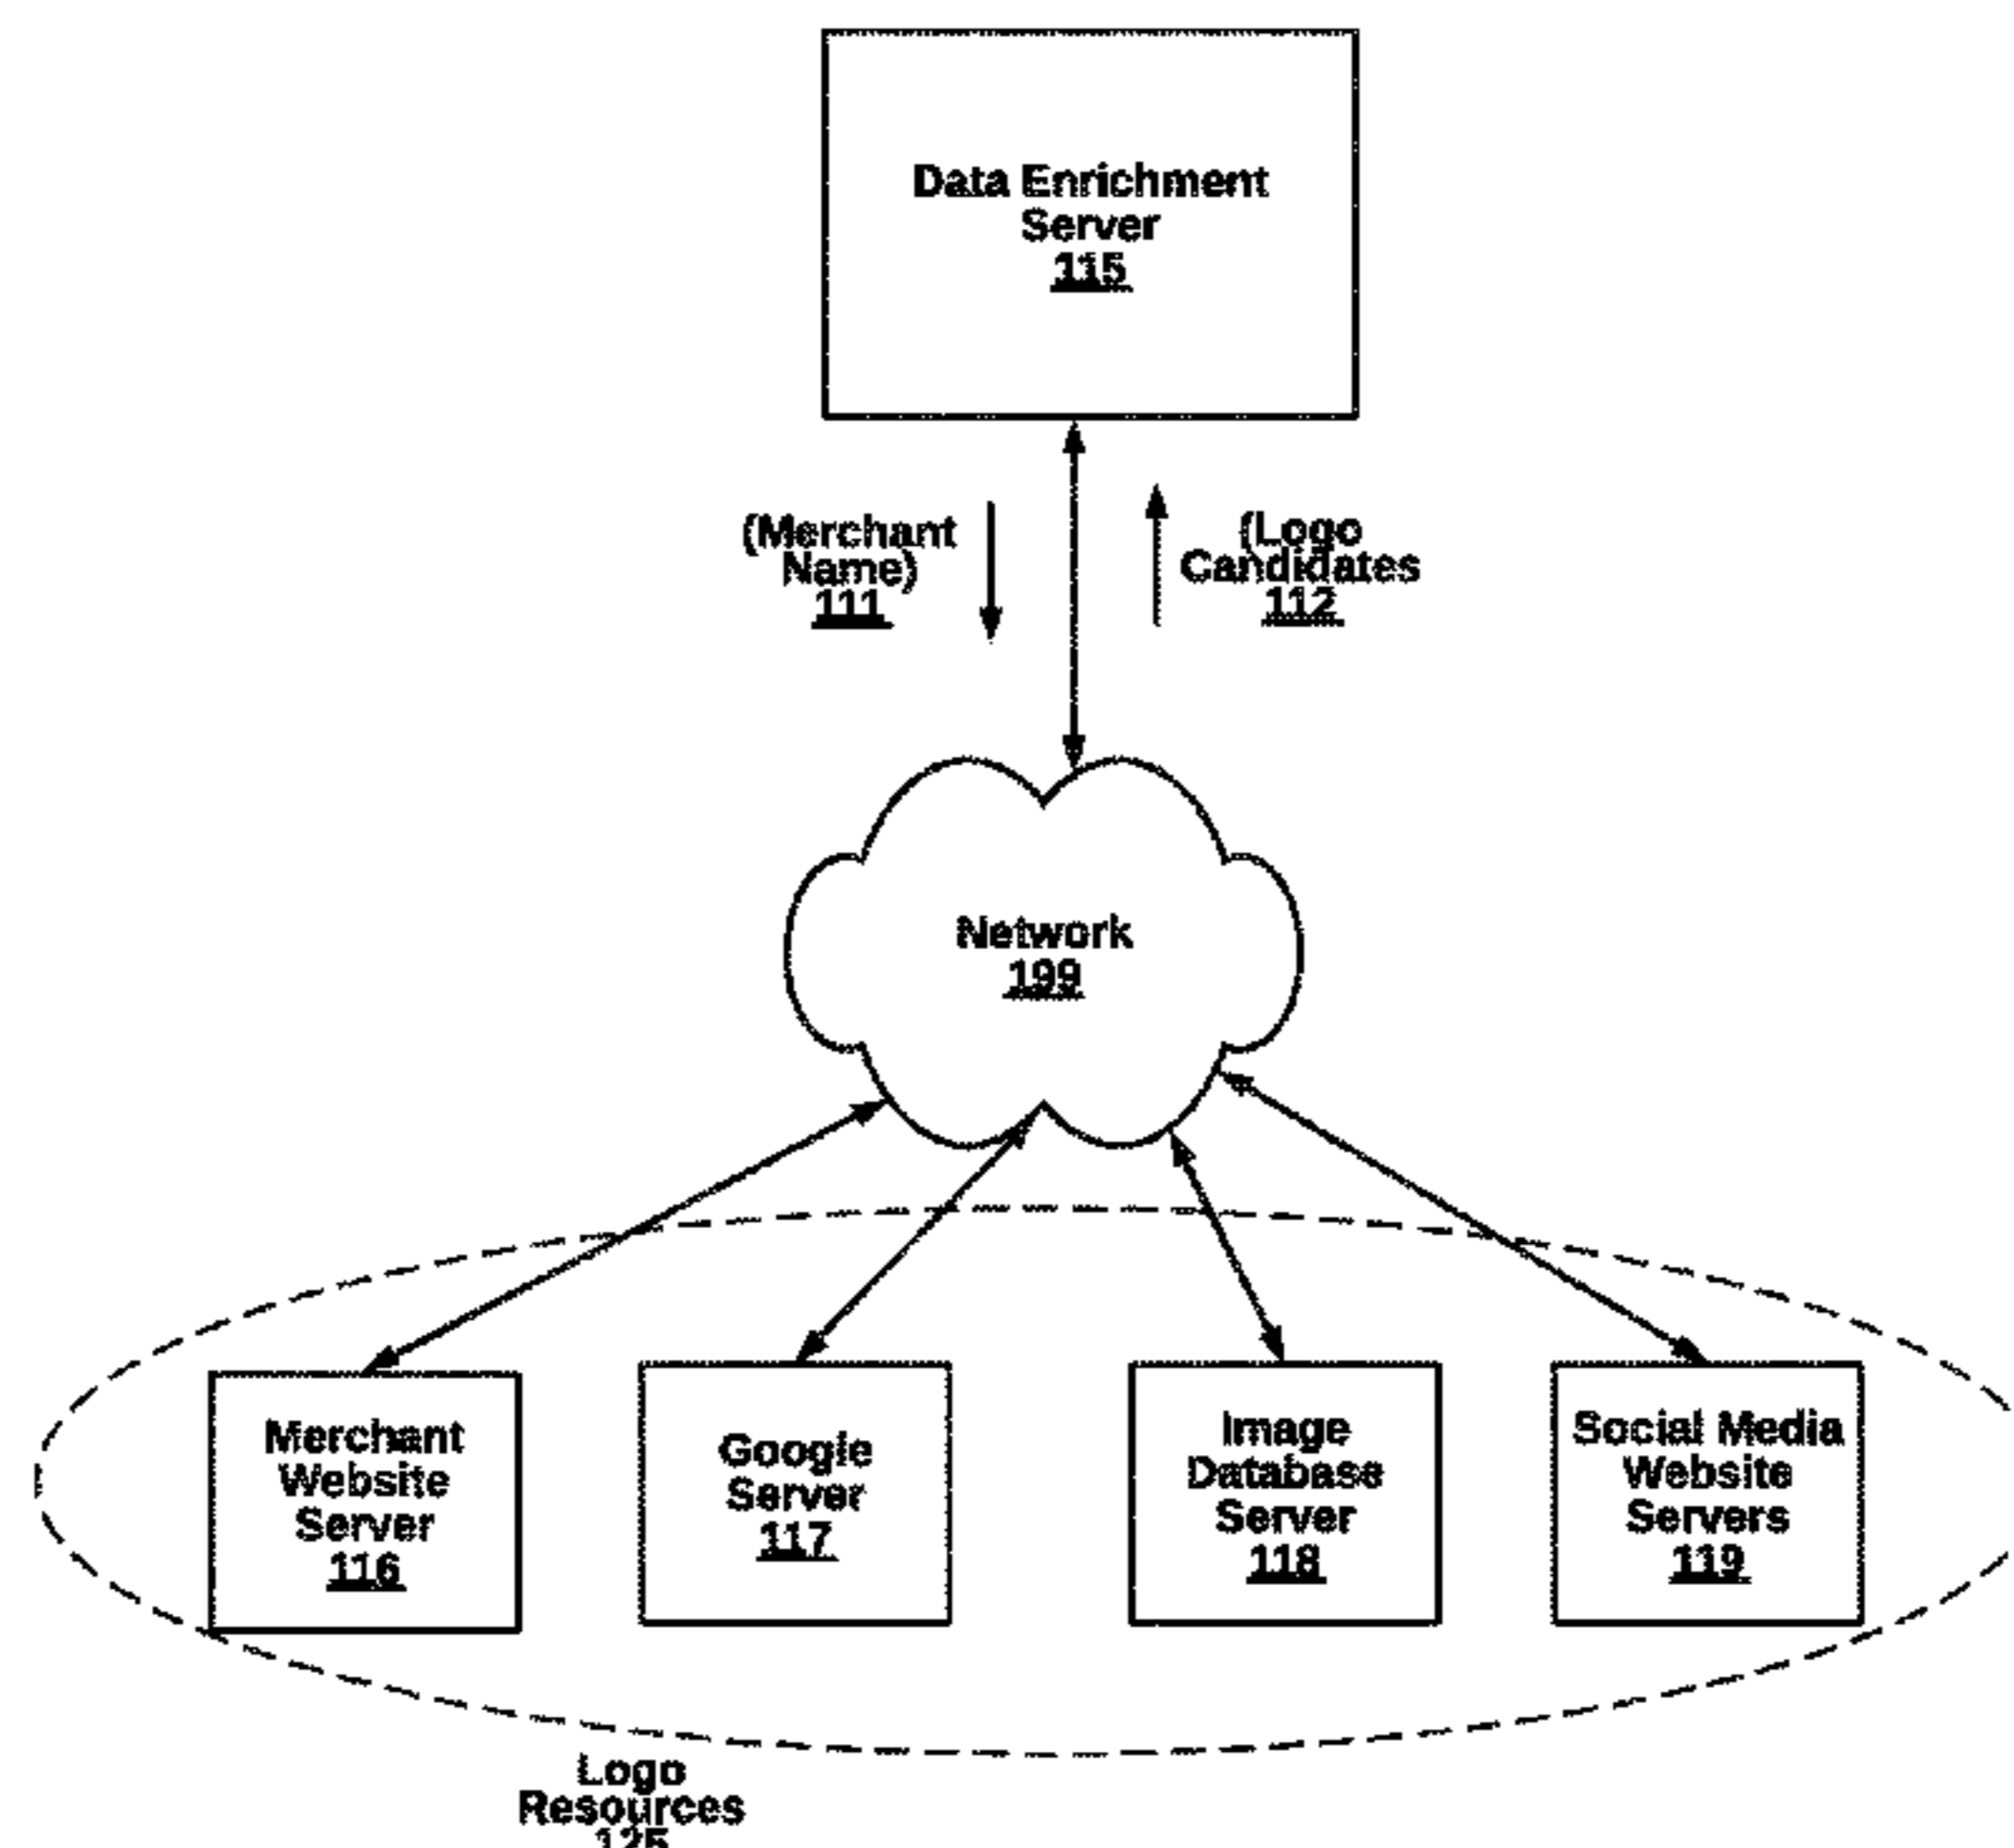 Data Enrichment
Server
115
(Merchant
Name)
111
(Logo
Candidates
112
Network
199
Merchant
Website
Server
116
Google
Server
117
Image
Database
Server
118
Social Media
Website
Servers
119
Logo
Resources
125